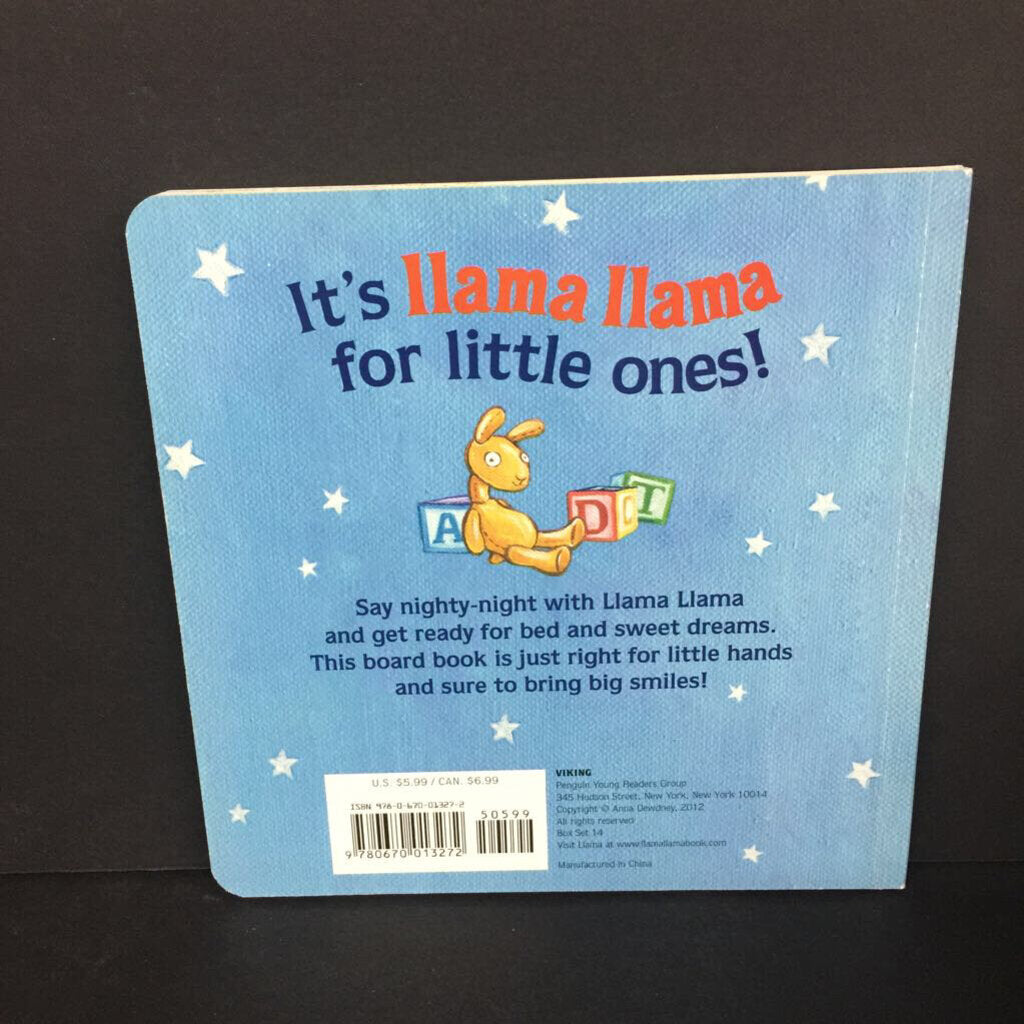 It's llama llama
for little ones!
A D T
Say nighty-night with Llama Llama
and get ready for bed and sweet dreams.
This board book is just right for little hands
and sure to bring big smiles!
U.S. $5.99 / CAN. $6.99
ISBN 978-0-670-01327-2
50599
9 780670 013272
VIKING
Penguin Young Readers Group
345 Hudson Street, New York, New York 10014
Copyright © Anna Dewdney, 2012
All rights reserved
Box Set 14
Visit Llama at www.llamallamabook.com
Manufactured in China